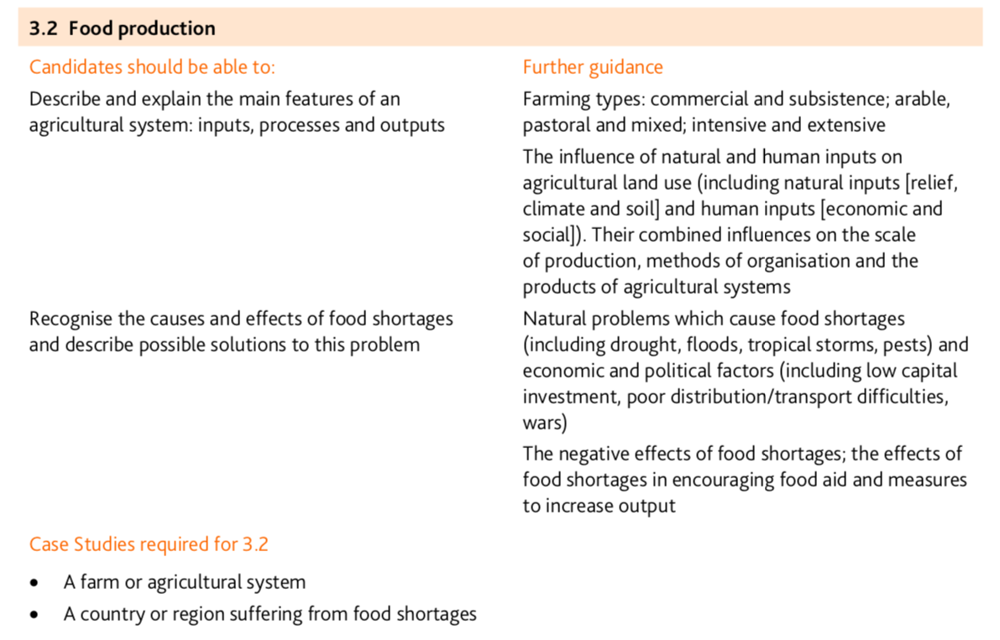 3.2 Food production
Candidates should be able to:
Further guidance
Describe and explain the main features of an
agricultural system: inputs, processes and outputs
Farming types: commercial and subsistence; arable,
pastoral and mixed; intensive and extensive
The influence of natural and human inputs on
agricultural land use (including natural inputs [relief,
climate and soil] and human inputs [economic and
social]). Their combined influences on the scale
of production, methods of organisation and the
products of agricultural systems
Recognise the causes and effects of food shortages
and describe possible solutions to this problem
Natural problems which cause food shortages
(including drought, floods, tropical storms, pests) and
economic and political factors (including low capital
investment, poor distribution/transport difficulties,
wars)
The negative effects of food shortages; the effects of
food shortages in encouraging food aid and measures
to increase output
Case Studies required for 3.2
• A farm or agricultural system
• A country or region suffering from food shortages